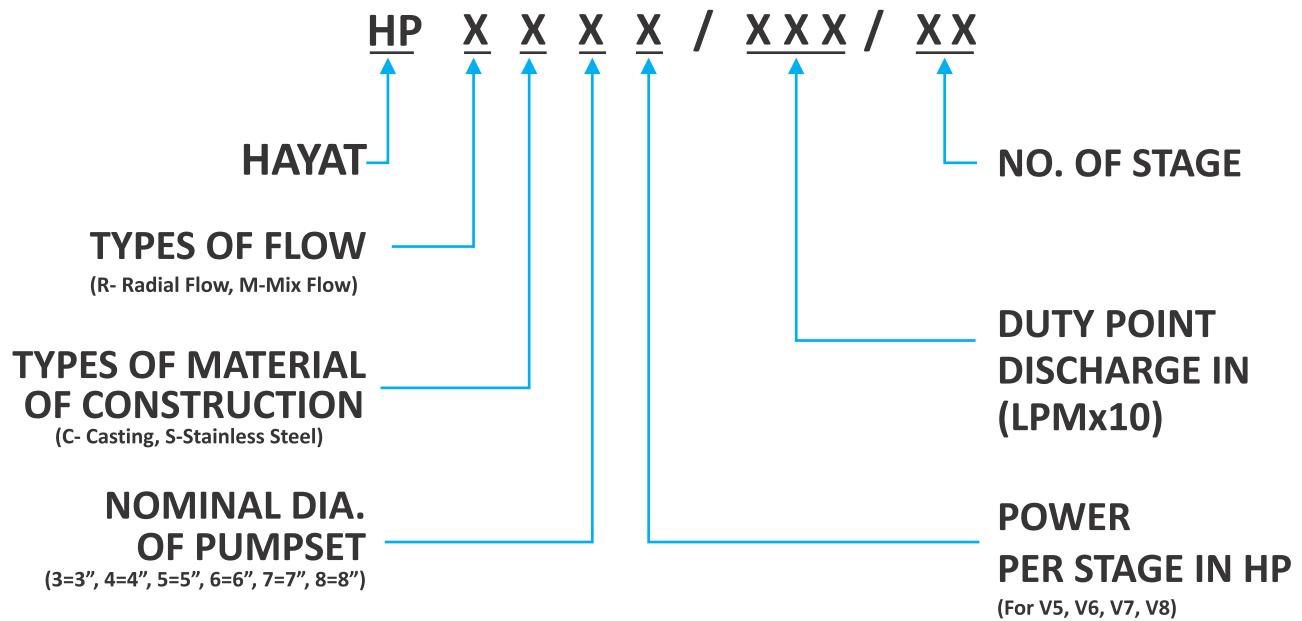 HP X X X X / X X X / X X
HAYAT
TYPES OF FLOW
(R- Radial Flow, M-Mix Flow)
TYPES OF MATERIAL
OF CONSTRUCTION
(C- Casting, S-Stainless Steel)
NOMINAL DIA.
OF PUMPSET
(3=3”, 4=4”, 5=5”, 6=6”, 7=7”, 8=8”)
NO. OF STAGE
DUTY POINT
DISCHARGE IN
(LPMx10)
POWER
PER STAGE IN HP
(For V5, V6, V7, V8)